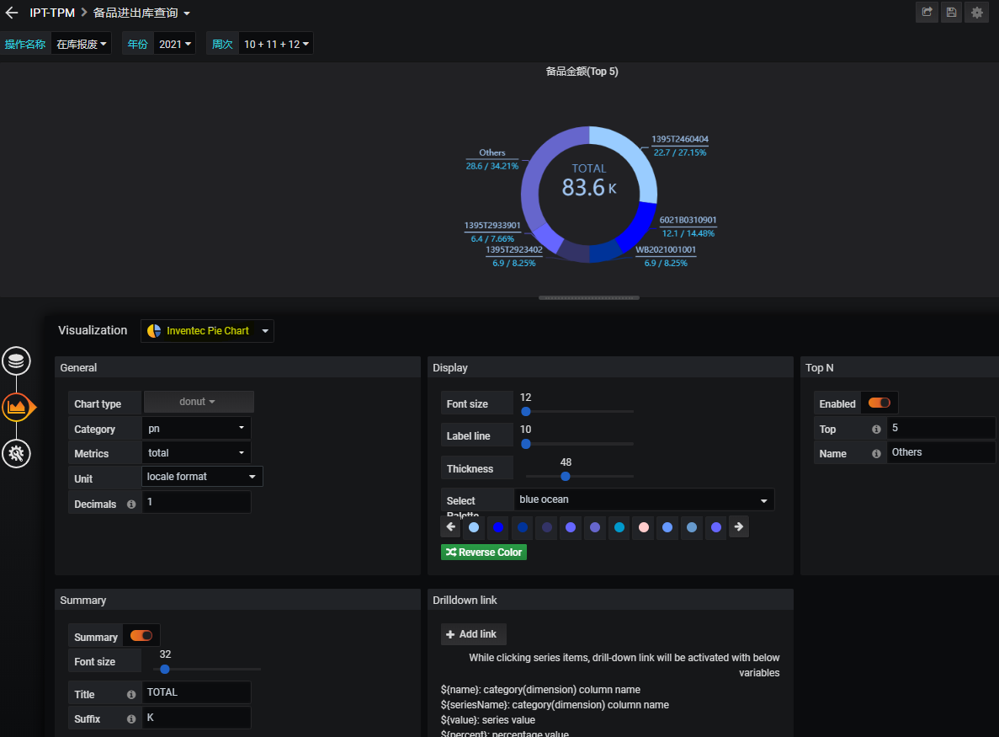 IPT-TPM > 备品进出库查询
操作名称 在库报废 年份 2021 周次 10 + 11 + 12
备品金额(Top 5)
1395T2460404
22.7 / 27.15%
Others
28.6 / 34.21%
TOTAL
83.6 K
6021B0310901
12.1 / 14.48%
1395T2933901
6.4 / 7.66%
1395T2923402
6.9 / 8.25%
WB2021001001
6.9 / 8.25%
Visualization Inventec Pie Chart
General
Chart type donut
Category pn
Metrics total
Unit locale format
Decimals 1
Display
Font size 12
Label line 10
Thickness 48
Select Palette blue ocean
Reverse Color
Top N
Enabled
Top 5
Name Others
Summary
Summary
Font size 32
Title TOTAL
Suffix K
Drilldown link
Add link
While clicking series items, drill-down link will be activated with below
variables
${name}: category(dimension) column name
${seriesName}: category(dimension) column name
${value}: series value
${percent}: percentage value